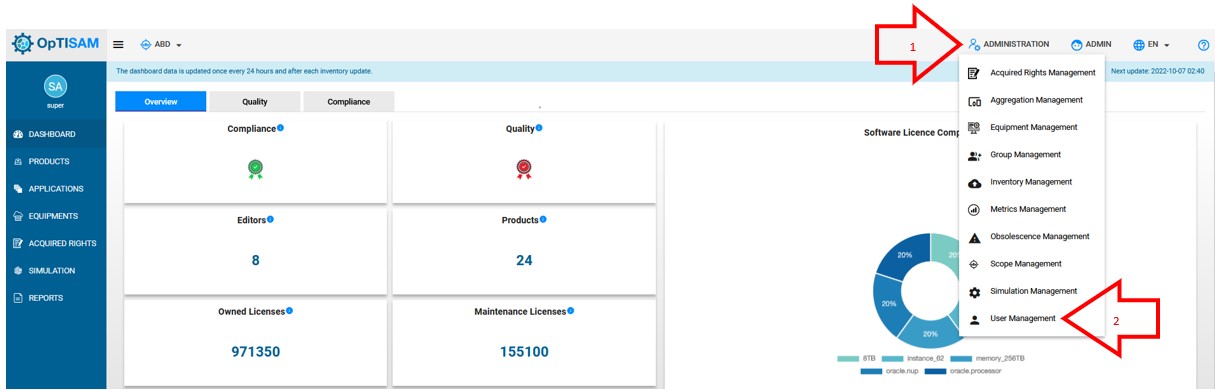 OpTISAM
ABD
1
ADMINISTRATION
ADMIN
EN
The dashboard data is updated once every 24 hours and after each inventory update.
Next update: 2022-10-07 02:40
SA
super
DASHBOARD
PRODUCTS
APPLICATIONS
EQUIPMENTS
ACQUIRED RIGHTS
SIMULATION
REPORTS
Overview
Quality
Compliance
Compliance
Quality
Editors
8
Products
24
Owned Licenses
971350
Maintenance Licenses
155100
Software Licence Comp
20%
20
20%
20%
8TB
instance_62
memory_256TB
oracle.nup
oracle.processor
Acquired Rights Management
Aggregation Management
Equipment Management
Group Management
Inventory Management
Metrics Management
Obsolescence Management
Scope Management
Simulation Management
User Management
2